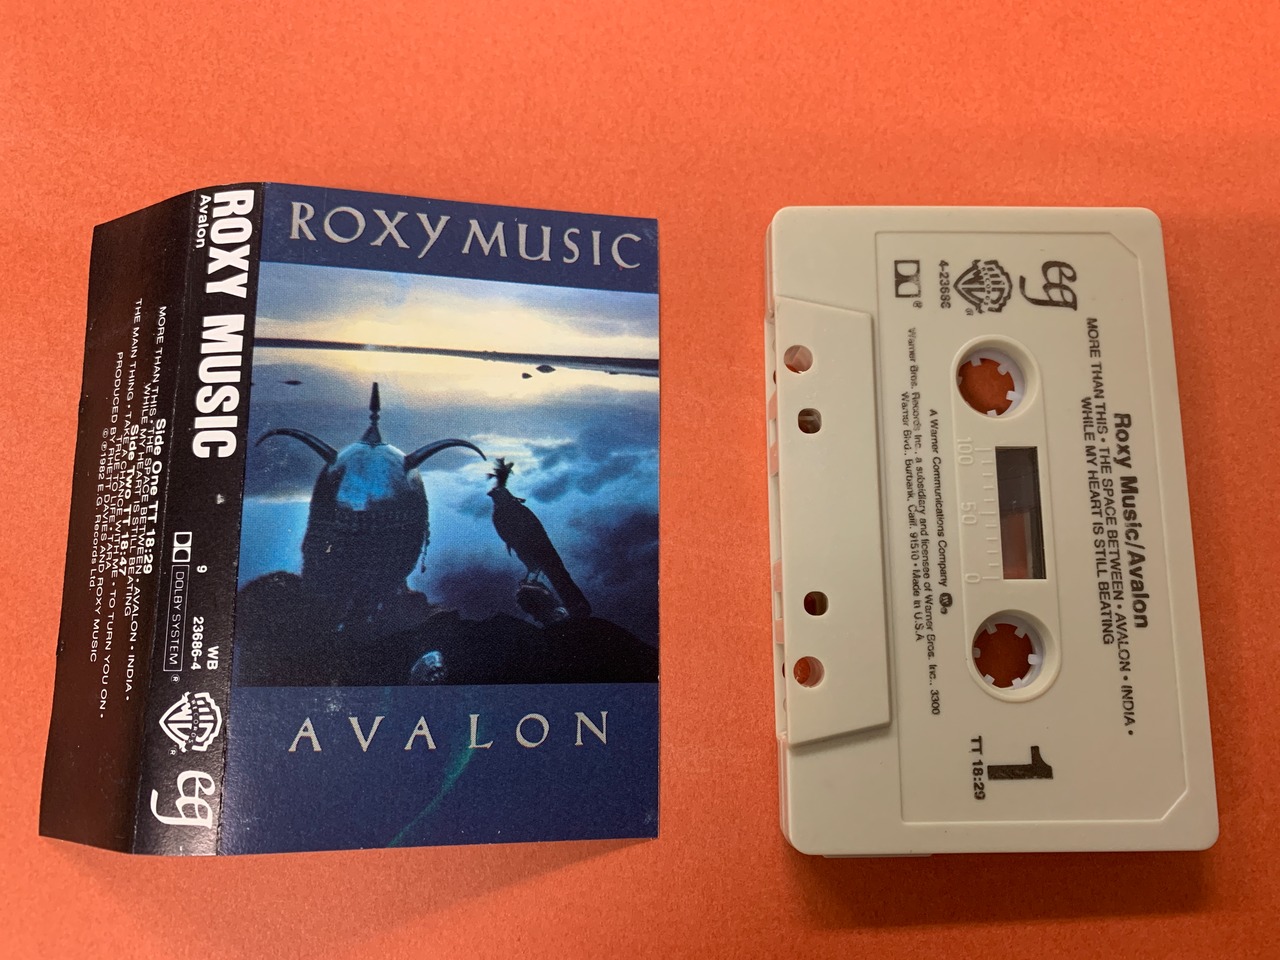 ROXY MUSIC
AVALON
ROXY MUSIC
Avalon
9
WB
23686-4
DOLBY SYSTEM
®
eg
Side One TT 18:29
MORE THAN THIS • THE SPACE BETWEEN • AVALON • INDIA •
WHILE MY HEART IS STILL BEATING
Side Two TT 18:47
THE MAIN THING • TAKE A CHANCE WITH ME • TO TURN YOU ON •
TRUE TO LIFE • TARA
PRODUCED BY RHETT DAVIES AND ROXY MUSIC
©℗1982 E.G. Records Ltd.
Roxy Music/Avalon
MORE THAN THIS • THE SPACE BETWEEN • AVALON • INDIA •
WHILE MY HEART IS STILL BEATING
eg
WB
RECORDS
®
4-23686
1
TT 18:29
100 50 0
A Warner Communications Company
Warner Bros. Records Inc., a subsidiary and licensee of Warner Bros. Inc., 3300
Warner Blvd., Burbank, Calif. 91510 • Made in U.S.A